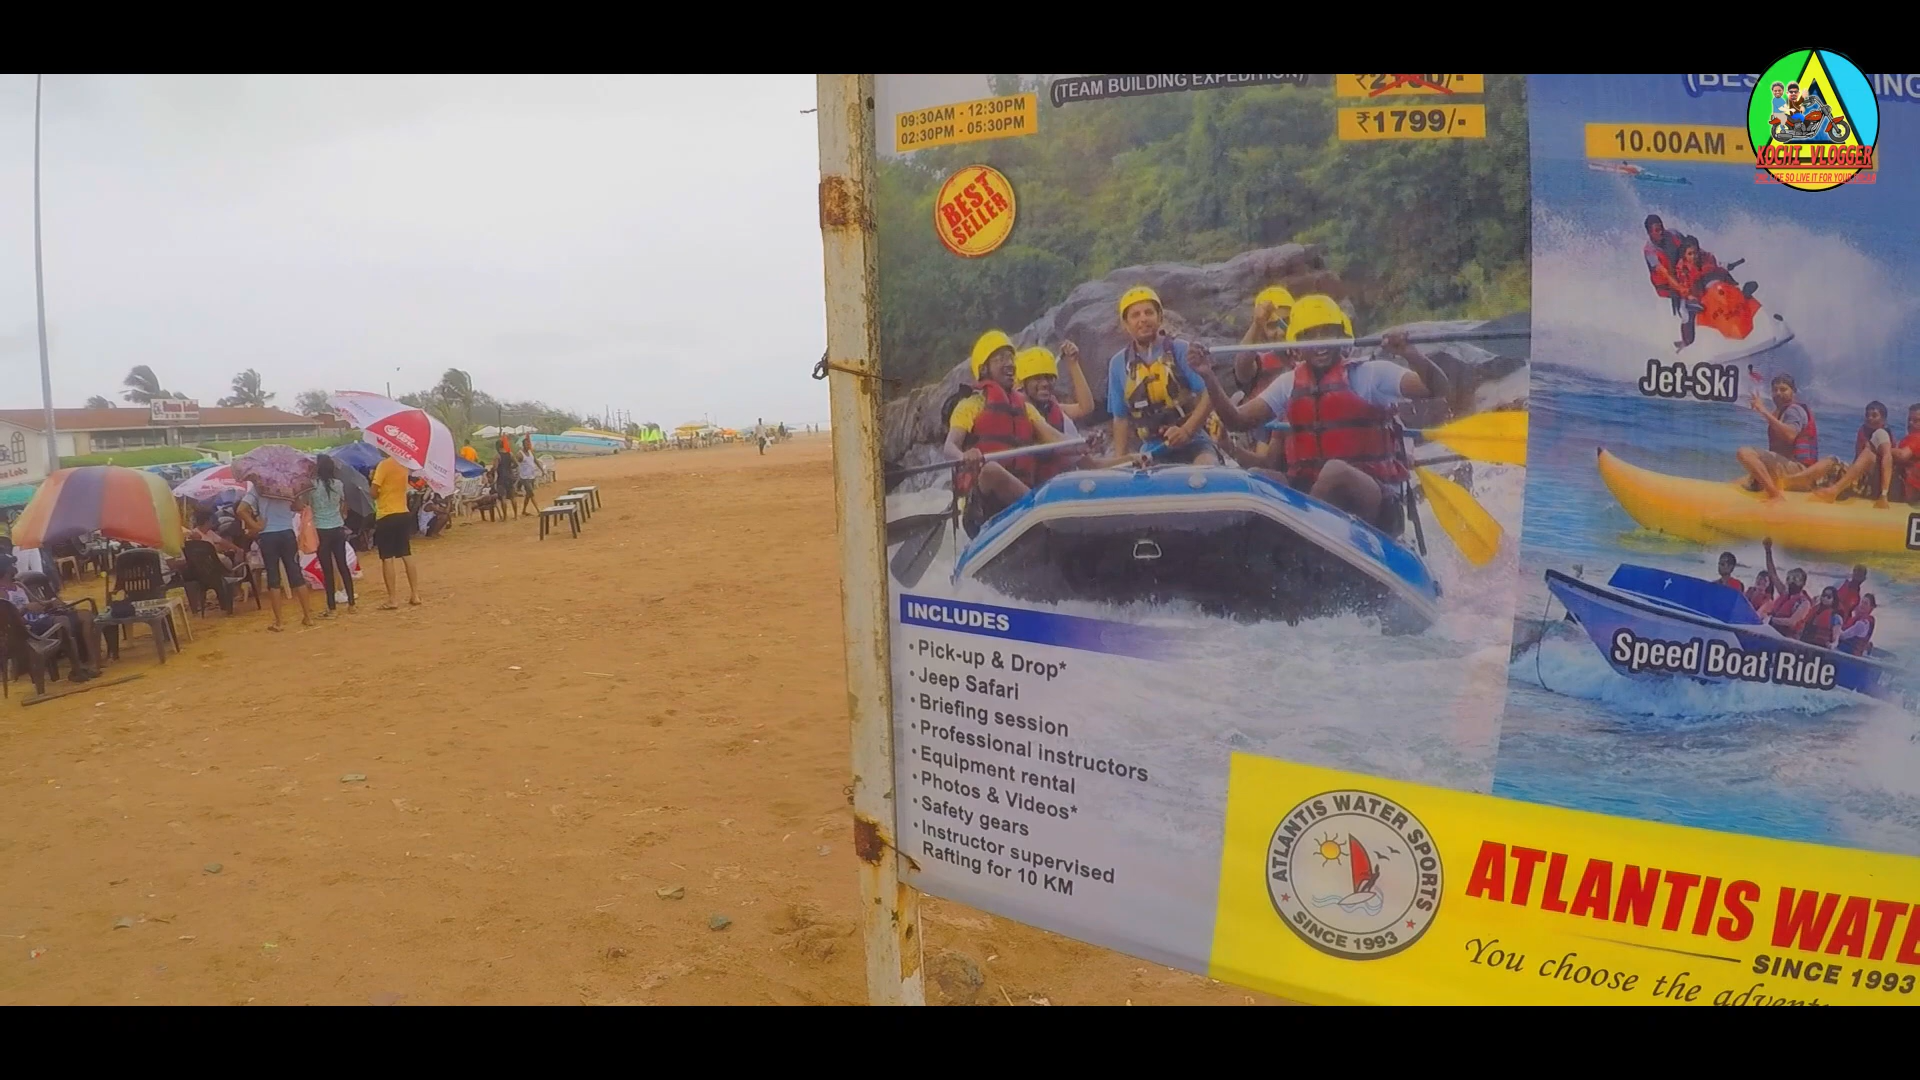 (TEAM BUILDING EXPEDITION)
09:30AM - 12:30PM
02:30PM - 05:30PM
₹1799/-
BEST
SELLER
INCLUDES
• Pick-up & Drop*
• Jeep Safari
• Briefing session
• Professional instructors
• Equipment rental
• Photos & Videos*
• Safety gears
• Instructor supervised
Rafting for 10 KM
10.00AM -
Jet-Ski
Speed Boat Ride
ATLANTIS WATER SPORTS
SINCE 1993
ATLANTIS WATE
SINCE 1993
You choose the advent
KOCHI VLOGGER